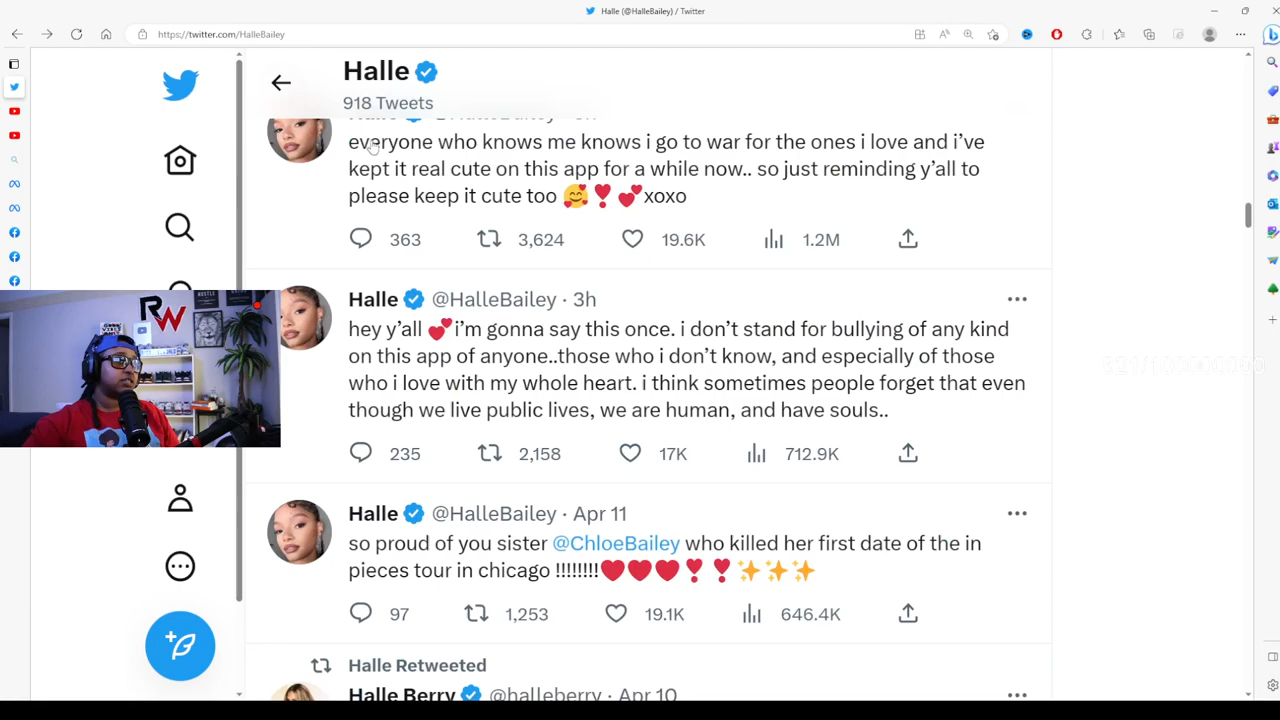 Halle (@HalleBailey) / Twitter
https://twitter.com/HalleBailey
Halle
918 Tweets
everyone who knows me knows i go to war for the ones i love and i've
kept it real cute on this app for a while now.. so just reminding y'all to
please keep it cute too 🥰❣️💕xoxo
363 3,624 19.6K 1.2M
Halle @HalleBailey · 3h
hey y'all 💕i'm gonna say this once. i don't stand for bullying of any kind
on this app of anyone..those who i don't know, and especially of those
who i love with my whole heart. i think sometimes people forget that even
though we live public lives, we are human, and have souls..
235 2,158 17K 712.9K
Halle @HalleBailey · Apr 11
so proud of you sister @ChloeBailey who killed her first date of the in
pieces tour in chicago !!!!!!!!❤️❤️❤️❣️❣️✨✨✨
97 1,253 19.1K 646.4K
Halle Retweeted
Halle Berry @halleberry · Apr 10
RW